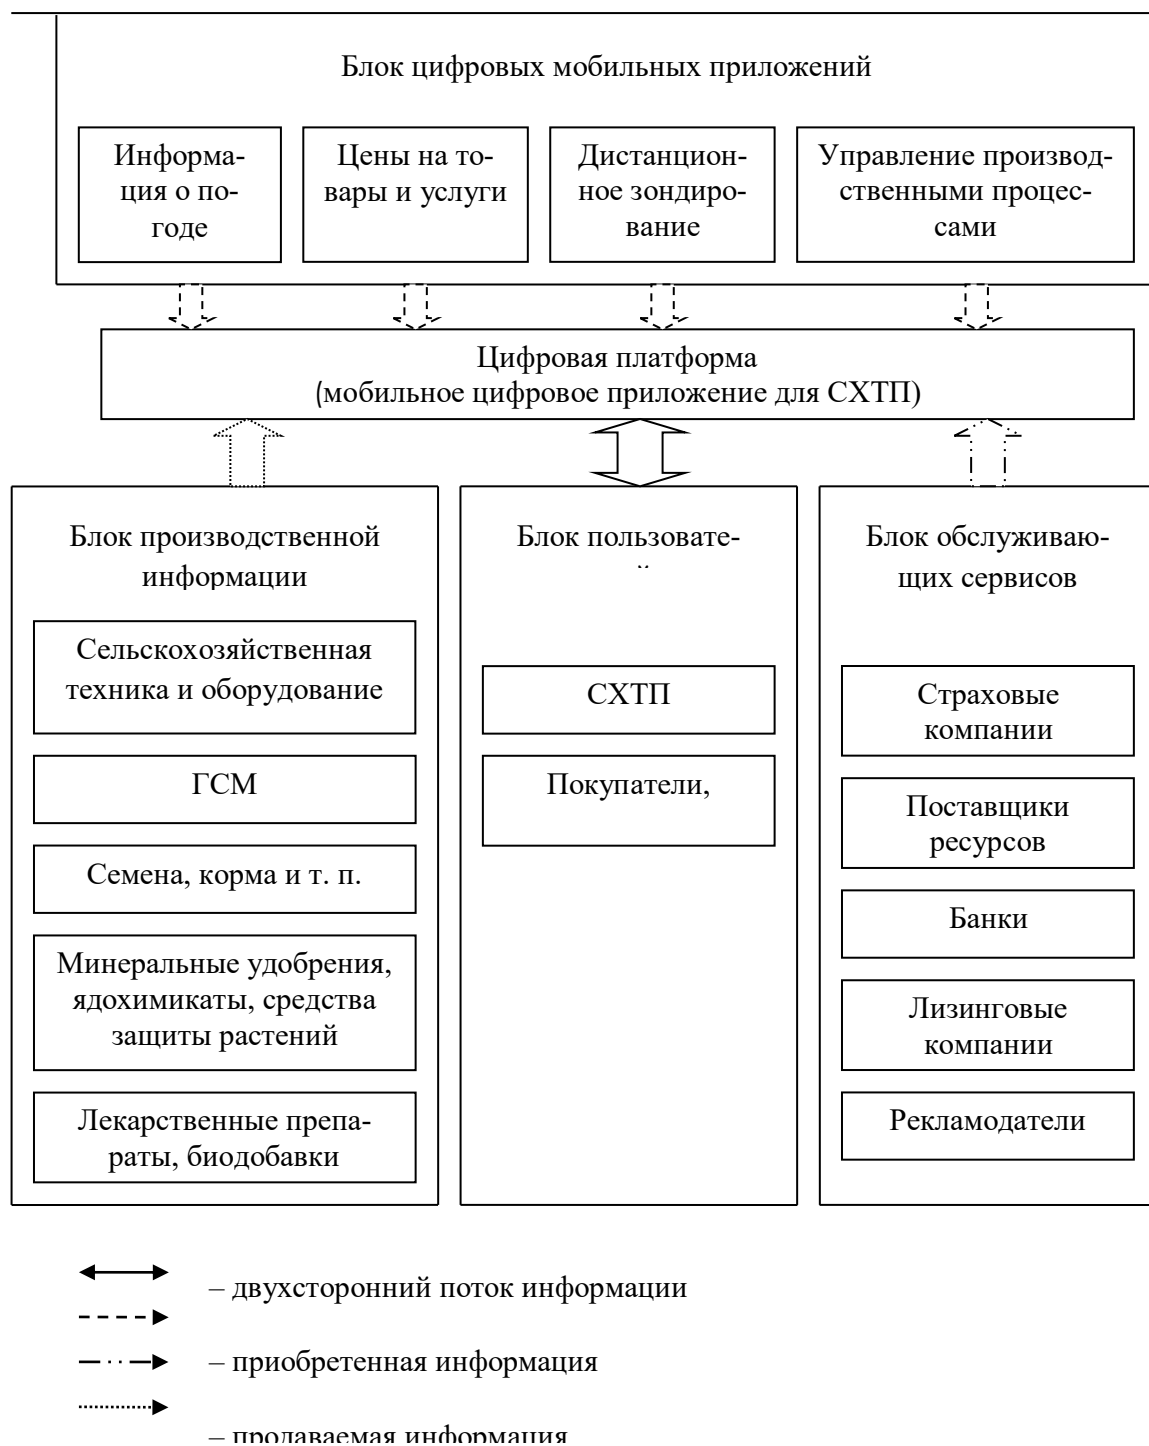 Блок цифровых мобильных приложений
Информа-
ция о по-
годе
Цены на то-
вары и услуги
Дистанцион-
ное зондиро-
вание
Управление производ-
ственными процес-
сами
Цифровая платформа
(мобильное цифровое приложение для СХТП)
Блок производственной
информации
Сельскохозяйственная
техника и оборудование
ГСМ
Семена, корма и т. п.
Минеральные удобрения,
ядохимикаты, средства
защиты растений
Лекарственные препа-
раты, биодобавки
Блок пользовате-
СХТП
Покупатели,
Блок обслуживаю-
щих сервисов
Страховые
компании
Поставщики
ресурсов
Банки
Лизинговые
компании
Рекламодатели
– двухсторонний поток информации
– приобретенная информация
– продаваемая информация